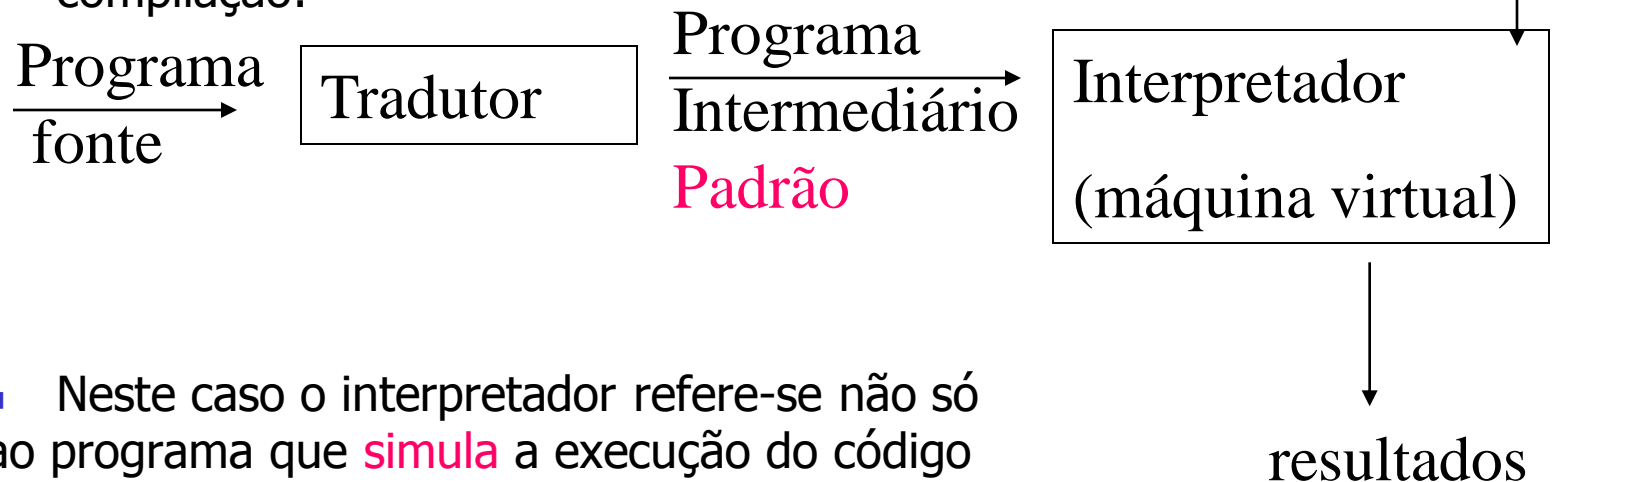 compilação.
Programa
fonte
Tradutor
Programa
Intermediário
Padrão
Interpretador
(máquina virtual)
Neste caso o interpretador refere-se não só
ao programa que simula a execução do código
resultados